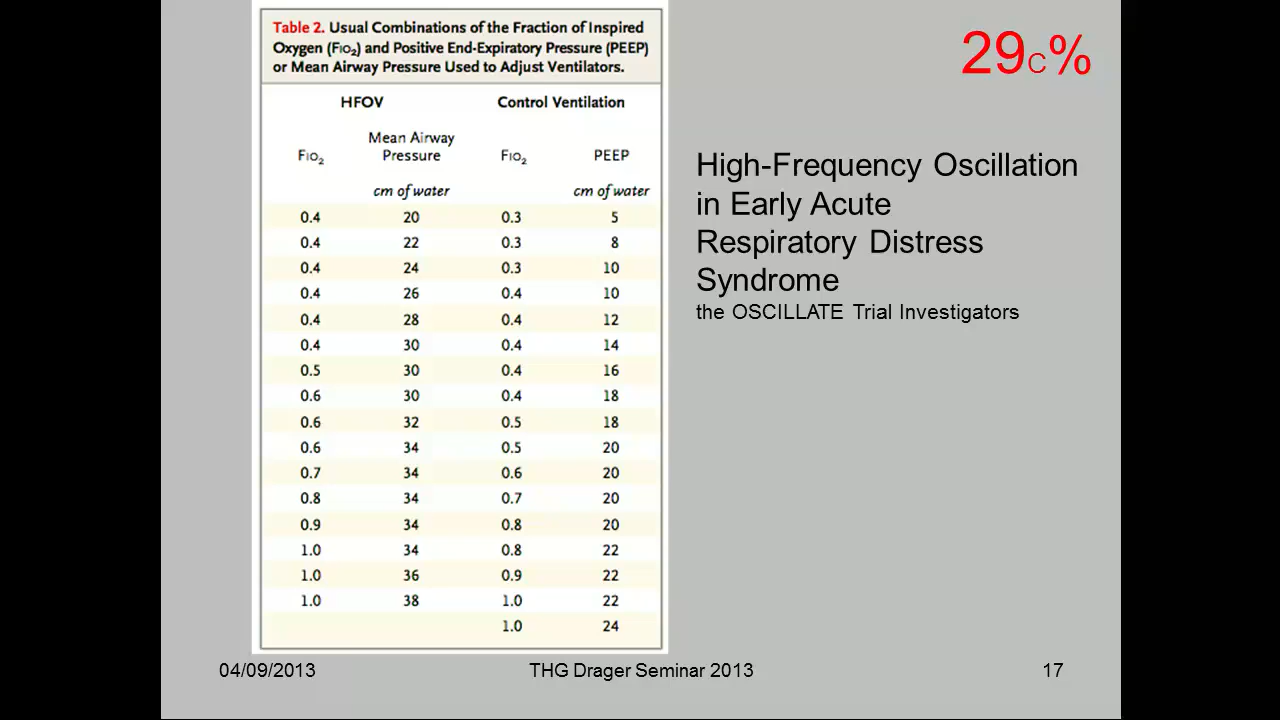 Table 2. Usual Combinations of the Fraction of Inspired
Oxygen (FIO2) and Positive End-Expiratory Pressure (PEEP)
or Mean Airway Pressure Used to Adjust Ventilators.
HFOV Control Ventilation
FIO2 Mean Airway Pressure FIO2 PEEP
cm of water cm of water
0.4 20 0.3 5
0.4 22 0.3 8
0.4 24 0.3 10
0.4 26 0.4 10
0.4 28 0.4 12
0.4 30 0.4 14
0.5 30 0.4 16
0.6 30 0.4 18
0.6 32 0.5 18
0.6 34 0.5 20
0.7 34 0.6 20
0.8 34 0.7 20
0.9 34 0.8 20
1.0 34 0.8 22
1.0 36 0.9 22
1.0 38 1.0 22
1.0 24
29C%
High-Frequency Oscillation
in Early Acute
Respiratory Distress
Syndrome
the OSCILLATE Trial Investigators
04/09/2013 THG Drager Seminar 2013 17